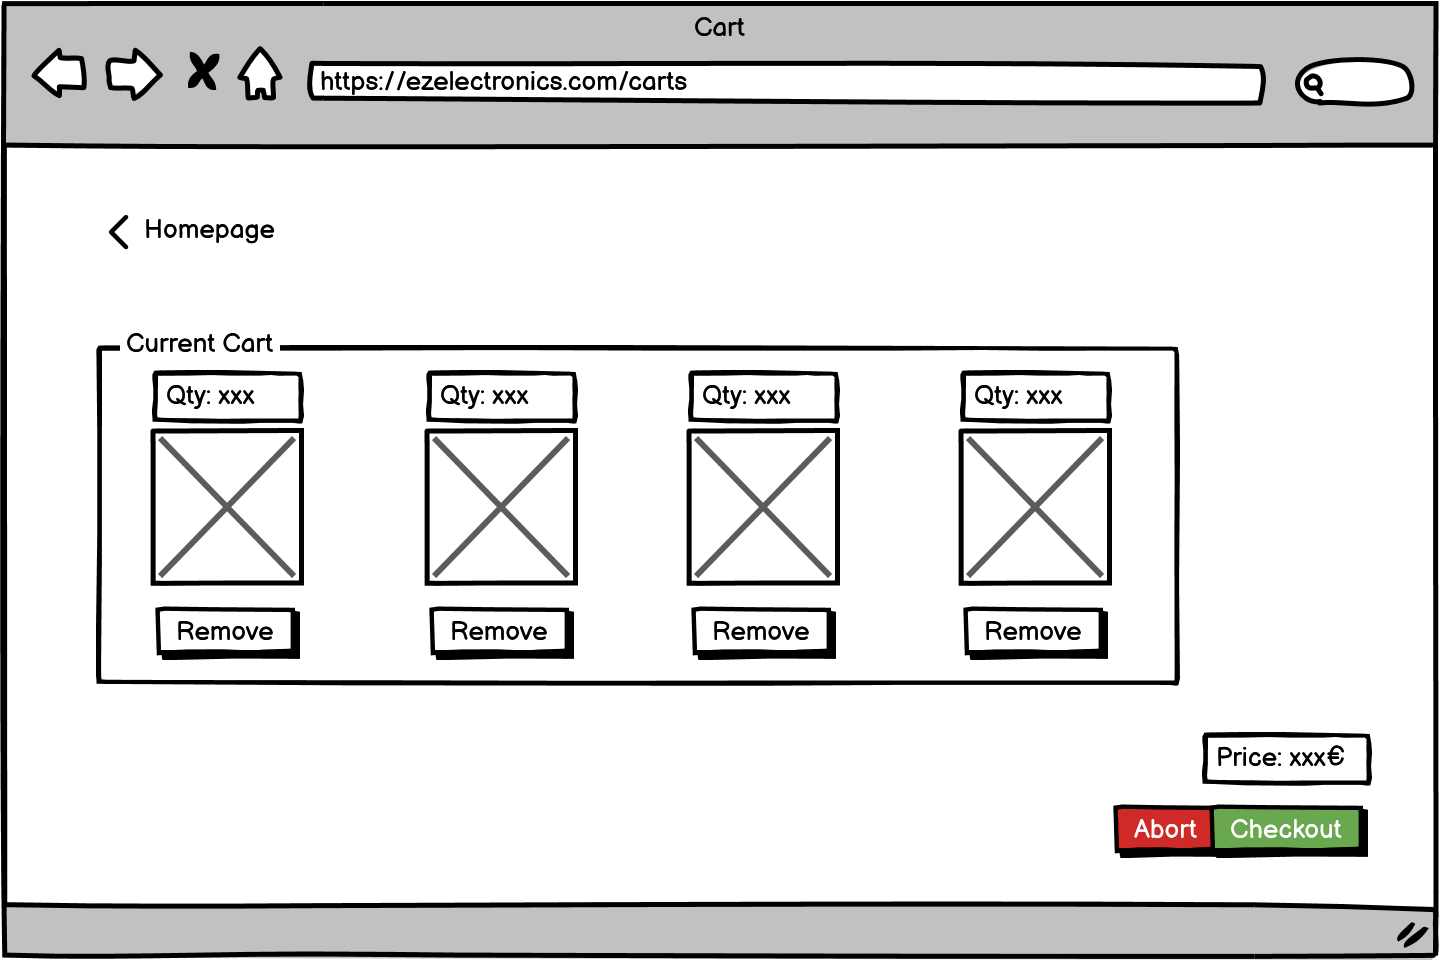 Cart
https://ezelectronics.com/carts
Homepage
Current Cart
Qty: xxx Qty: xxx Qty: xxx Qty: xxx
Remove Remove Remove Remove
Price: xxx€
Abort Checkout